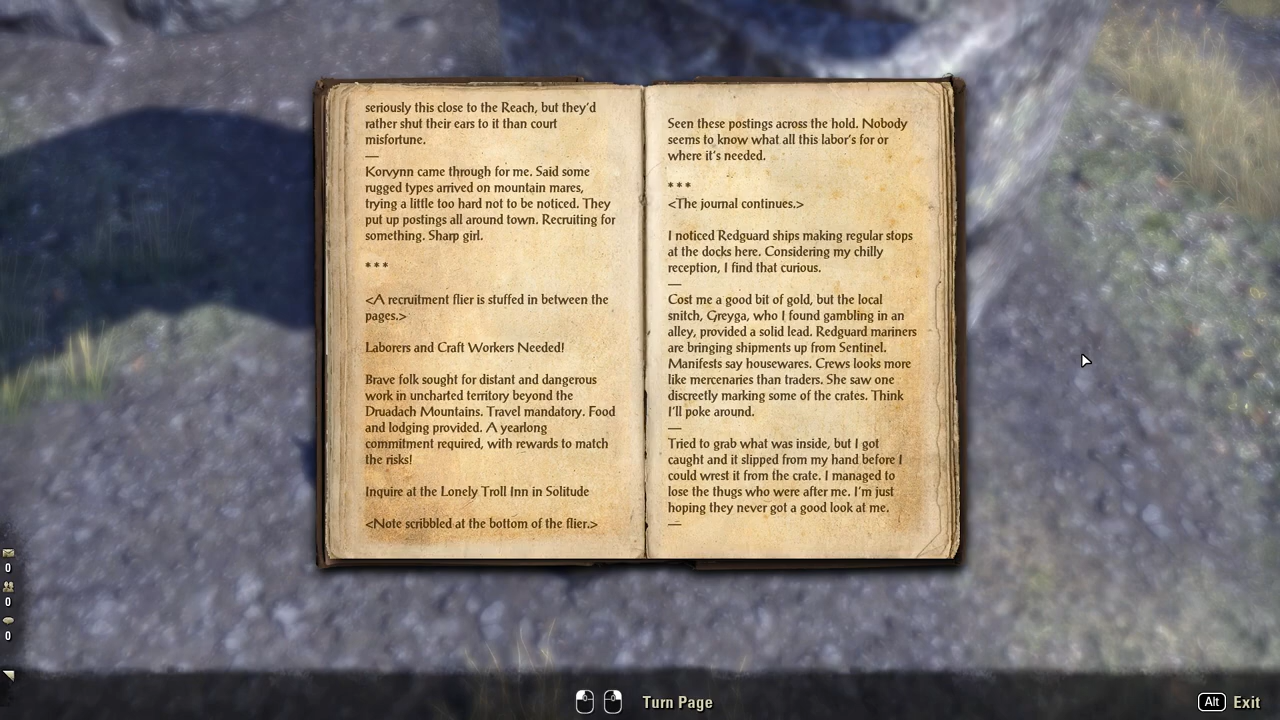 seriously this close to the Reach, but they'd
rather shut their ears to it than court
misfortune.
—
Korvynn came through for me. Said some
rugged types arrived on mountain mares,
trying a little too hard not to be noticed. They
put up postings all around town. Recruiting for
something. Sharp girl.
* * *
<A recruitment flier is stuffed in between the
pages.>
Laborers and Craft Workers Needed!
Brave folk sought for distant and dangerous
work in uncharted territory beyond the
Druadach Mountains. Travel mandatory. Food
and lodging provided. A yearlong
commitment required, with rewards to match
the risks!
Inquire at the Lonely Troll Inn in Solitude
<Note scribbled at the bottom of the flier.>
Seen these postings across the hold. Nobody
seems to know what all this labor's for or
where it's needed.
* * *
<The journal continues.>
I noticed Redguard ships making regular stops
at the docks here. Considering my chilly
reception, I find that curious.
—
Cost me a good bit of gold, but the local
snitch, Greyga, who I found gambling in an
alley, provided a solid lead. Redguard mariners
are bringing shipments up from Sentinel.
Manifests say housewares. Crews looks more
like mercenaries than traders. She saw one
discreetly marking some of the crates. Think
I'll poke around.
—
Tried to grab what was inside, but I got
caught and it slipped from my hand before I
could wrest it from the crate. I managed to
lose the thugs who were after me. I'm just
hoping they never got a good look at me.
—
0
0
0
Turn Page
Alt Exit